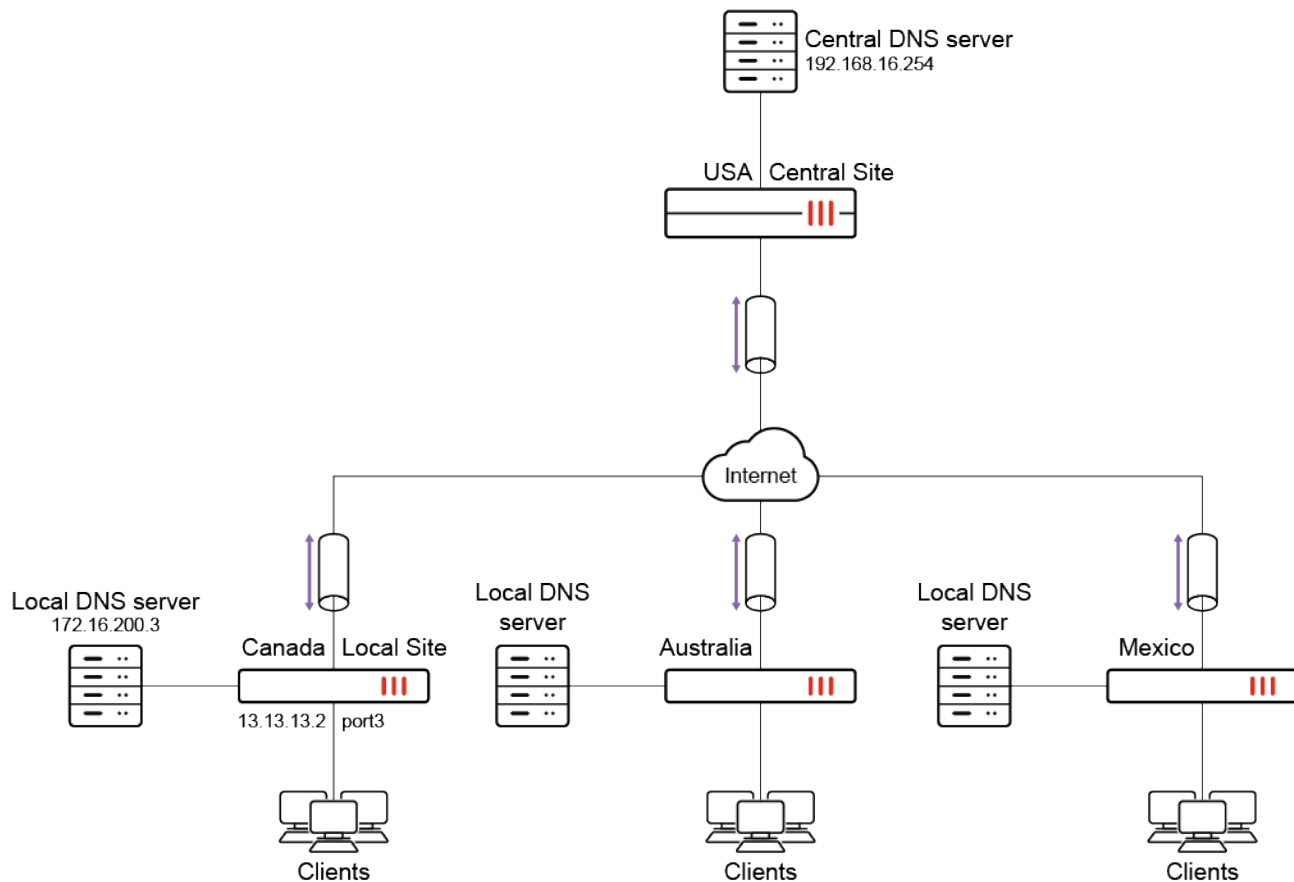 Central DNS server
192.168.16.254
USA Central Site
Internet
Local DNS server
172.16.200.3
Canada Local Site
13.13.13.2 port3
Clients
Local DNS
server
Australia
Clients
Local DNS
server
Mexico
Clients